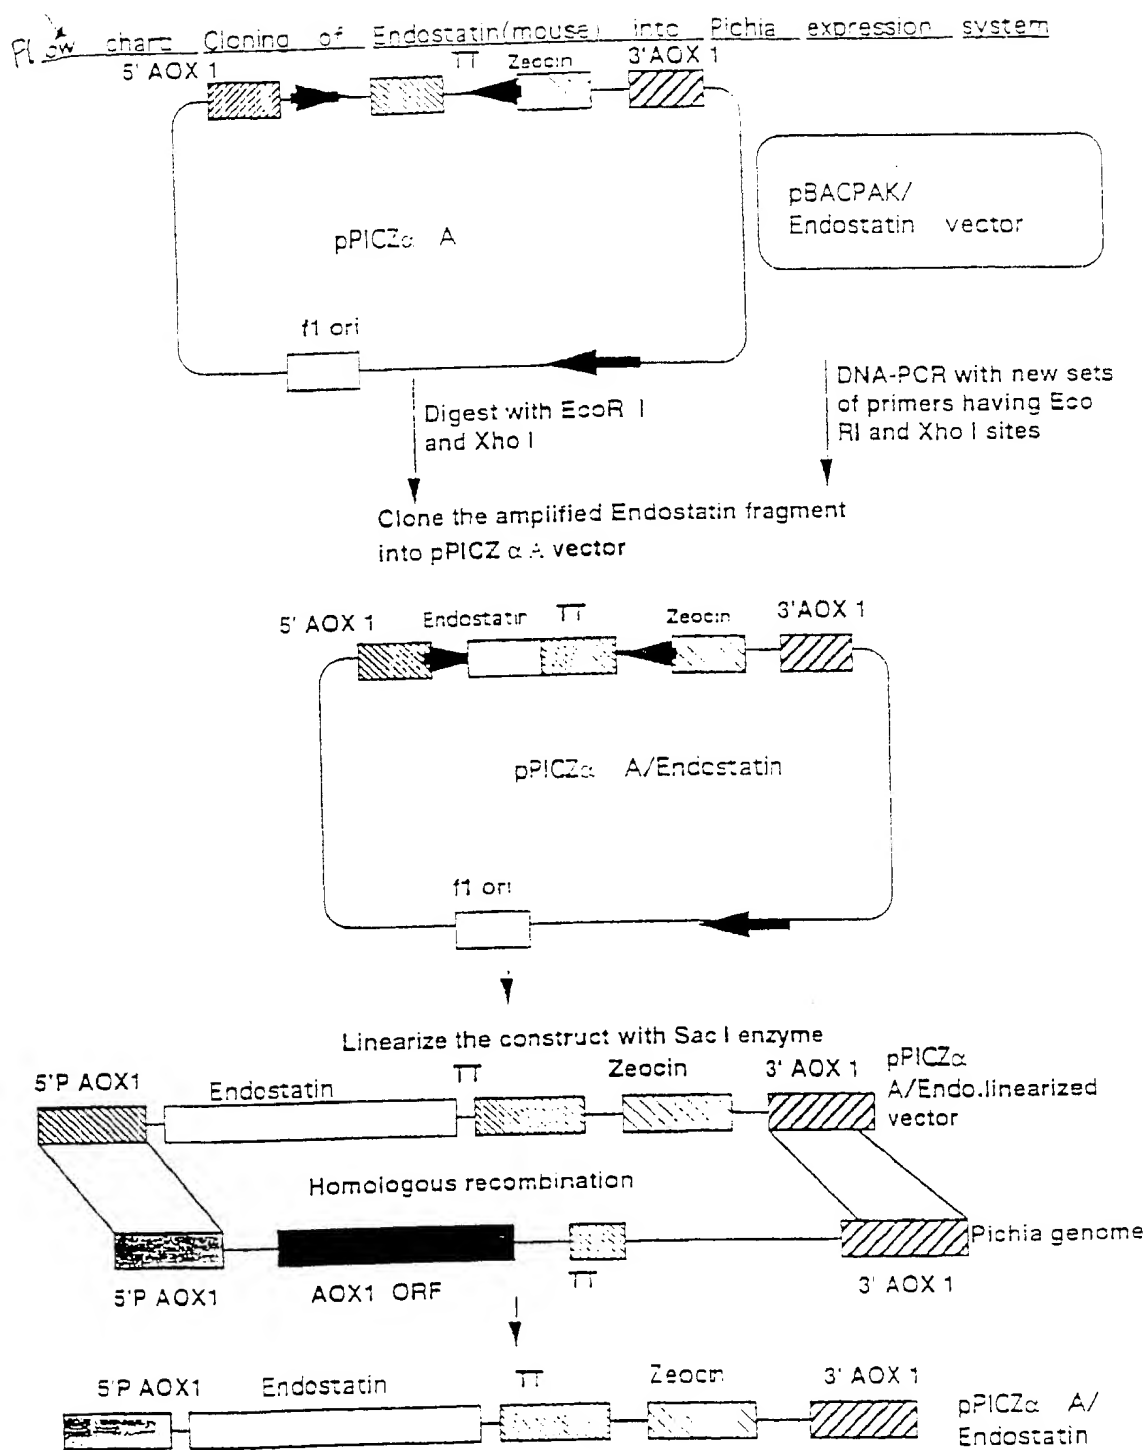 Flow chart Cloning of Endostatin(mouse) into Pichia expression system
5' AOX 1
TT
Zeocin
3'AOX 1
pPICZα A
pBACPAK/
Endostatin vector
f1 ori
Digest with EcoR I
and Xho I
DNA-PCR with new sets
of primers having Eco
RI and Xho I sites
Clone the amplified Endostatin fragment
into pPICZ α A vector
5' AOX 1
Endostatin
TT
Zeocin
3'AOX 1
pPICZα A/Endostatin
f1 ori
Linearize the construct with Sac I enzyme
5'P AOX1
Endostatin
TT
Zeocin
3' AOX 1
pPICZα
A/Endo.linearized
vector
Homologous recombination
Pichia genome
5'P AOX1
AOX1 ORF
TT
3' AOX 1
5'P AOX1
Endostatin
TT
Zeocin
3' AOX 1
pPICZα A/
Endostatin